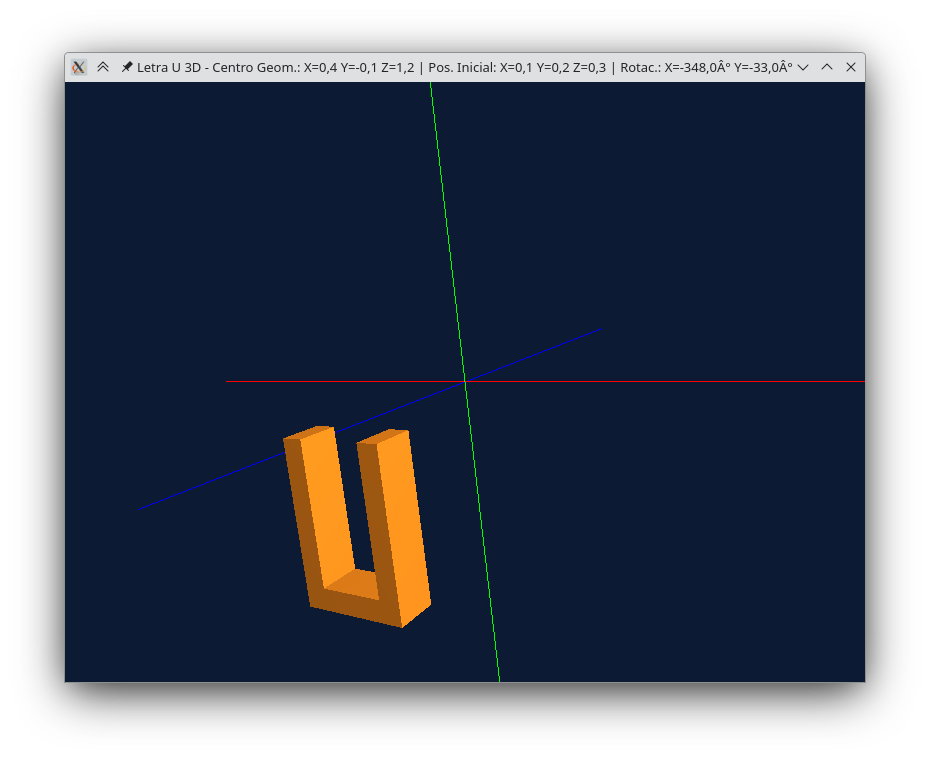 Letra U 3D - Centro Geom.: X=0,4 Y=-0,1 Z=1,2 | Pos. Inicial: X=0,1 Y=0,2 Z=0,3 | Rotac.: X=-348,0Â° Y=-33,0Â°